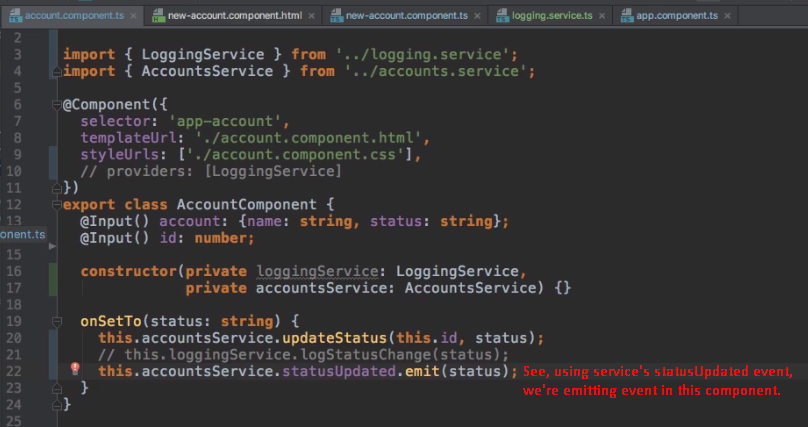 account.component.ts × new-account.component.html × new-account.component.ts × logging.service.ts × app.component.ts ×
2
3 import { LoggingService } from '../logging.service';
4 import { AccountsService } from '../accounts.service';
5
6 @Component({
7 selector: 'app-account',
8 templateUrl: './account.component.html',
9 styleUrls: ['./account.component.css'],
10 // providers: [LoggingService]
11 })
12 export class AccountComponent {
13 @Input() account: {name: string, status: string};
onent.ts @Input() id: number;
15
16 constructor(private loggingService: LoggingService,
17 private accountsService: AccountsService) {}
18
19 onSetTo(status: string) {
20 this.accountsService.updateStatus(this.id, status);
21 // this.loggingService.logStatusChange(status);
22 this.accountsService.statusUpdated.emit(status); See, using service's statusUpdated event,
we're emitting event in this component.
23 }
24 }
25